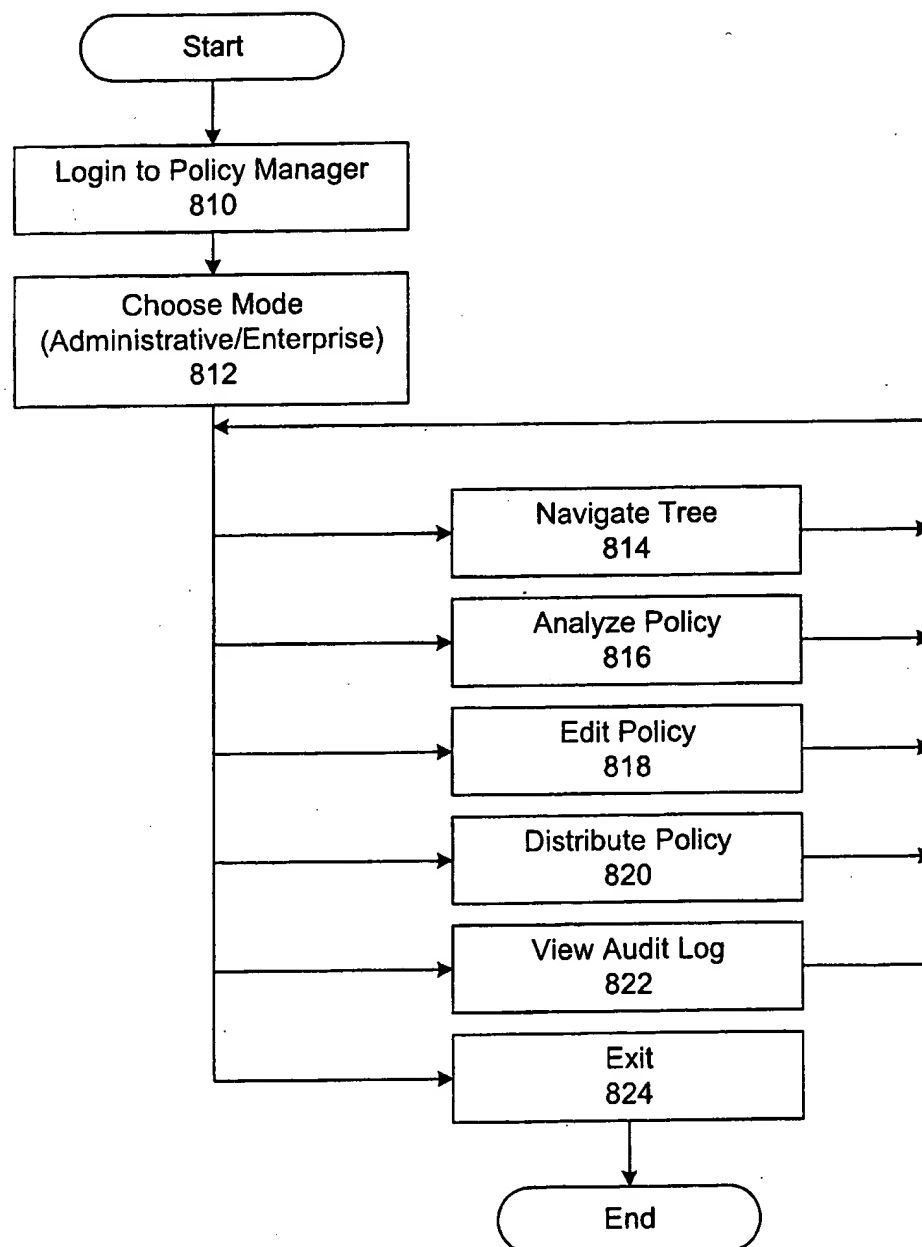 Start
Login to Policy Manager
810
Choose Mode
(Administrative/Enterprise)
812
Navigate Tree
814
Analyze Policy
816
Edit Policy
818
Distribute Policy
820
View Audit Log
822
Exit
824
End